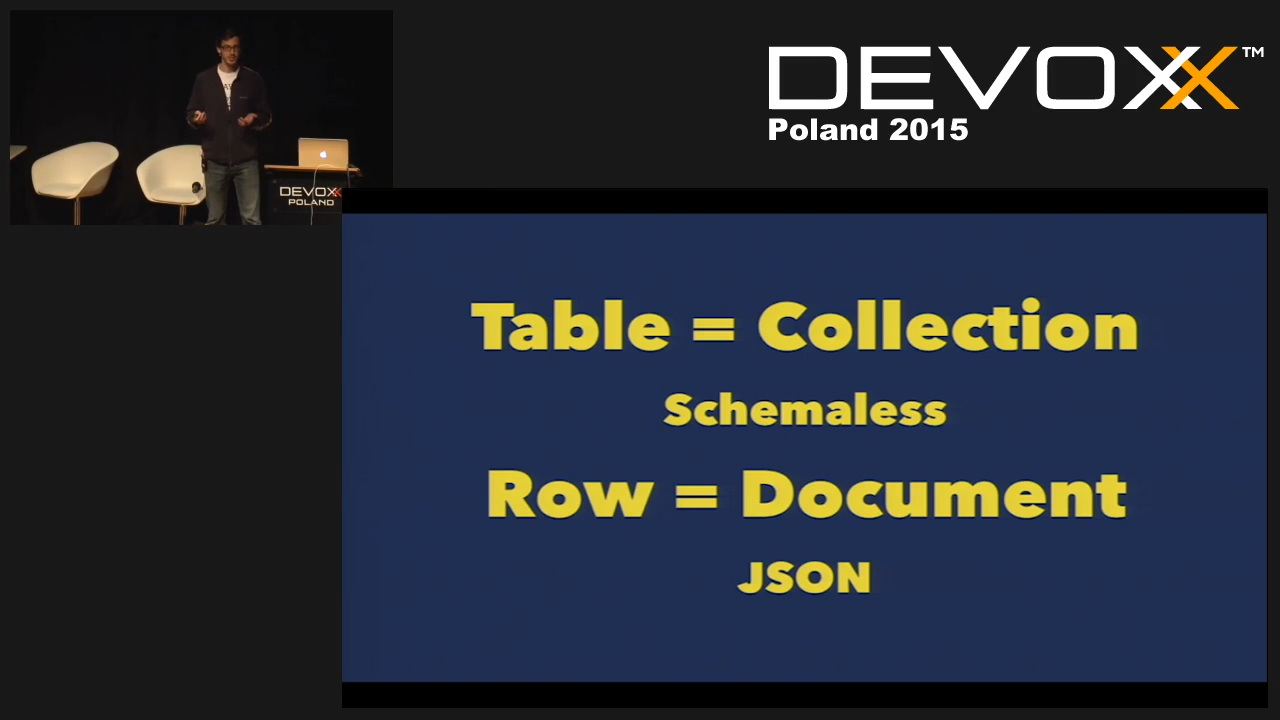 DEVOXX™
Poland 2015
DEVOXX
POLAND
Table = Collection
Schemaless
Row = Document
JSON